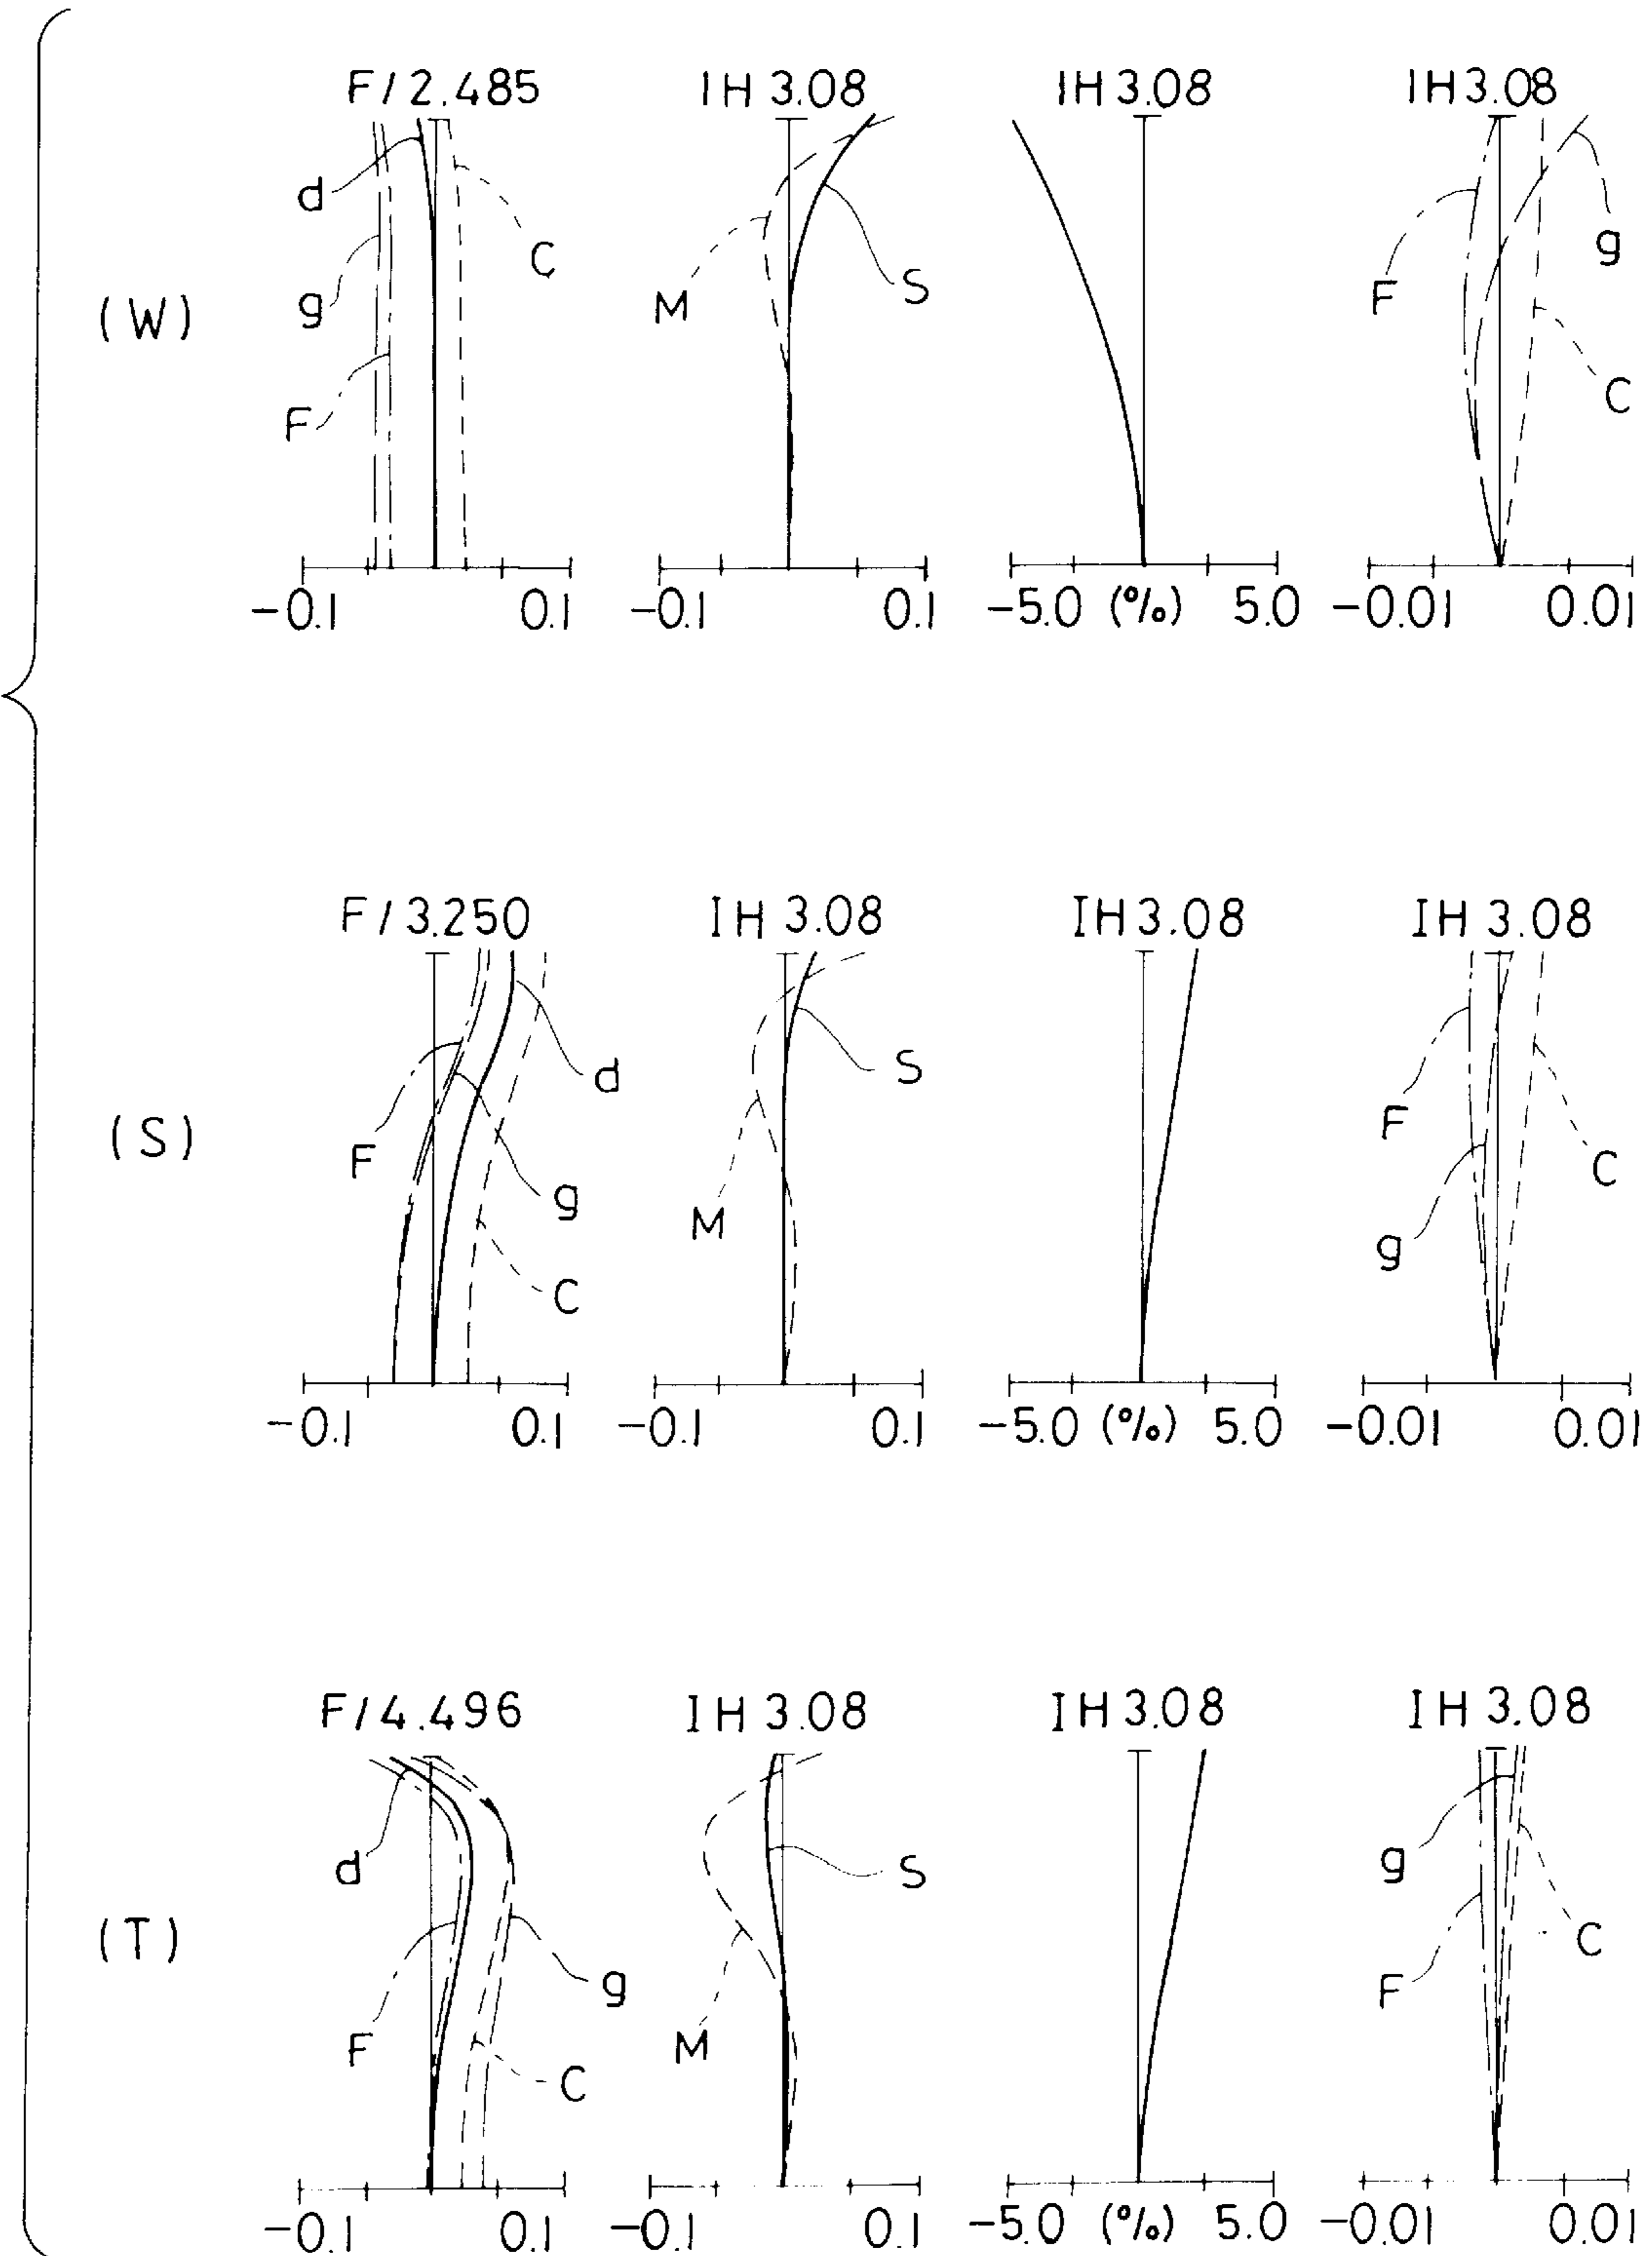 F/2.485 IH 3.08 IH 3.08 IH 3.08
d
g
F
C
M
S
F
g
C
(W)
-0.1 0.1 -0.1 0.1 -5.0 (%) 5.0 -0.01 0.01
F/3.250 IH 3.08 IH 3.08 IH 3.08
F
d
g
C
S
M
F
g
C
(S)
-0.1 0.1 -0.1 0.1 -5.0 (%) 5.0 -0.01 0.01
F/4.496 IH 3.08 IH 3.08 IH 3.08
d
F
g
C
S
M
g
F
C
(T)
-0.1 0.1 -0.1 0.1 -5.0 (%) 5.0 -0.01 0.01